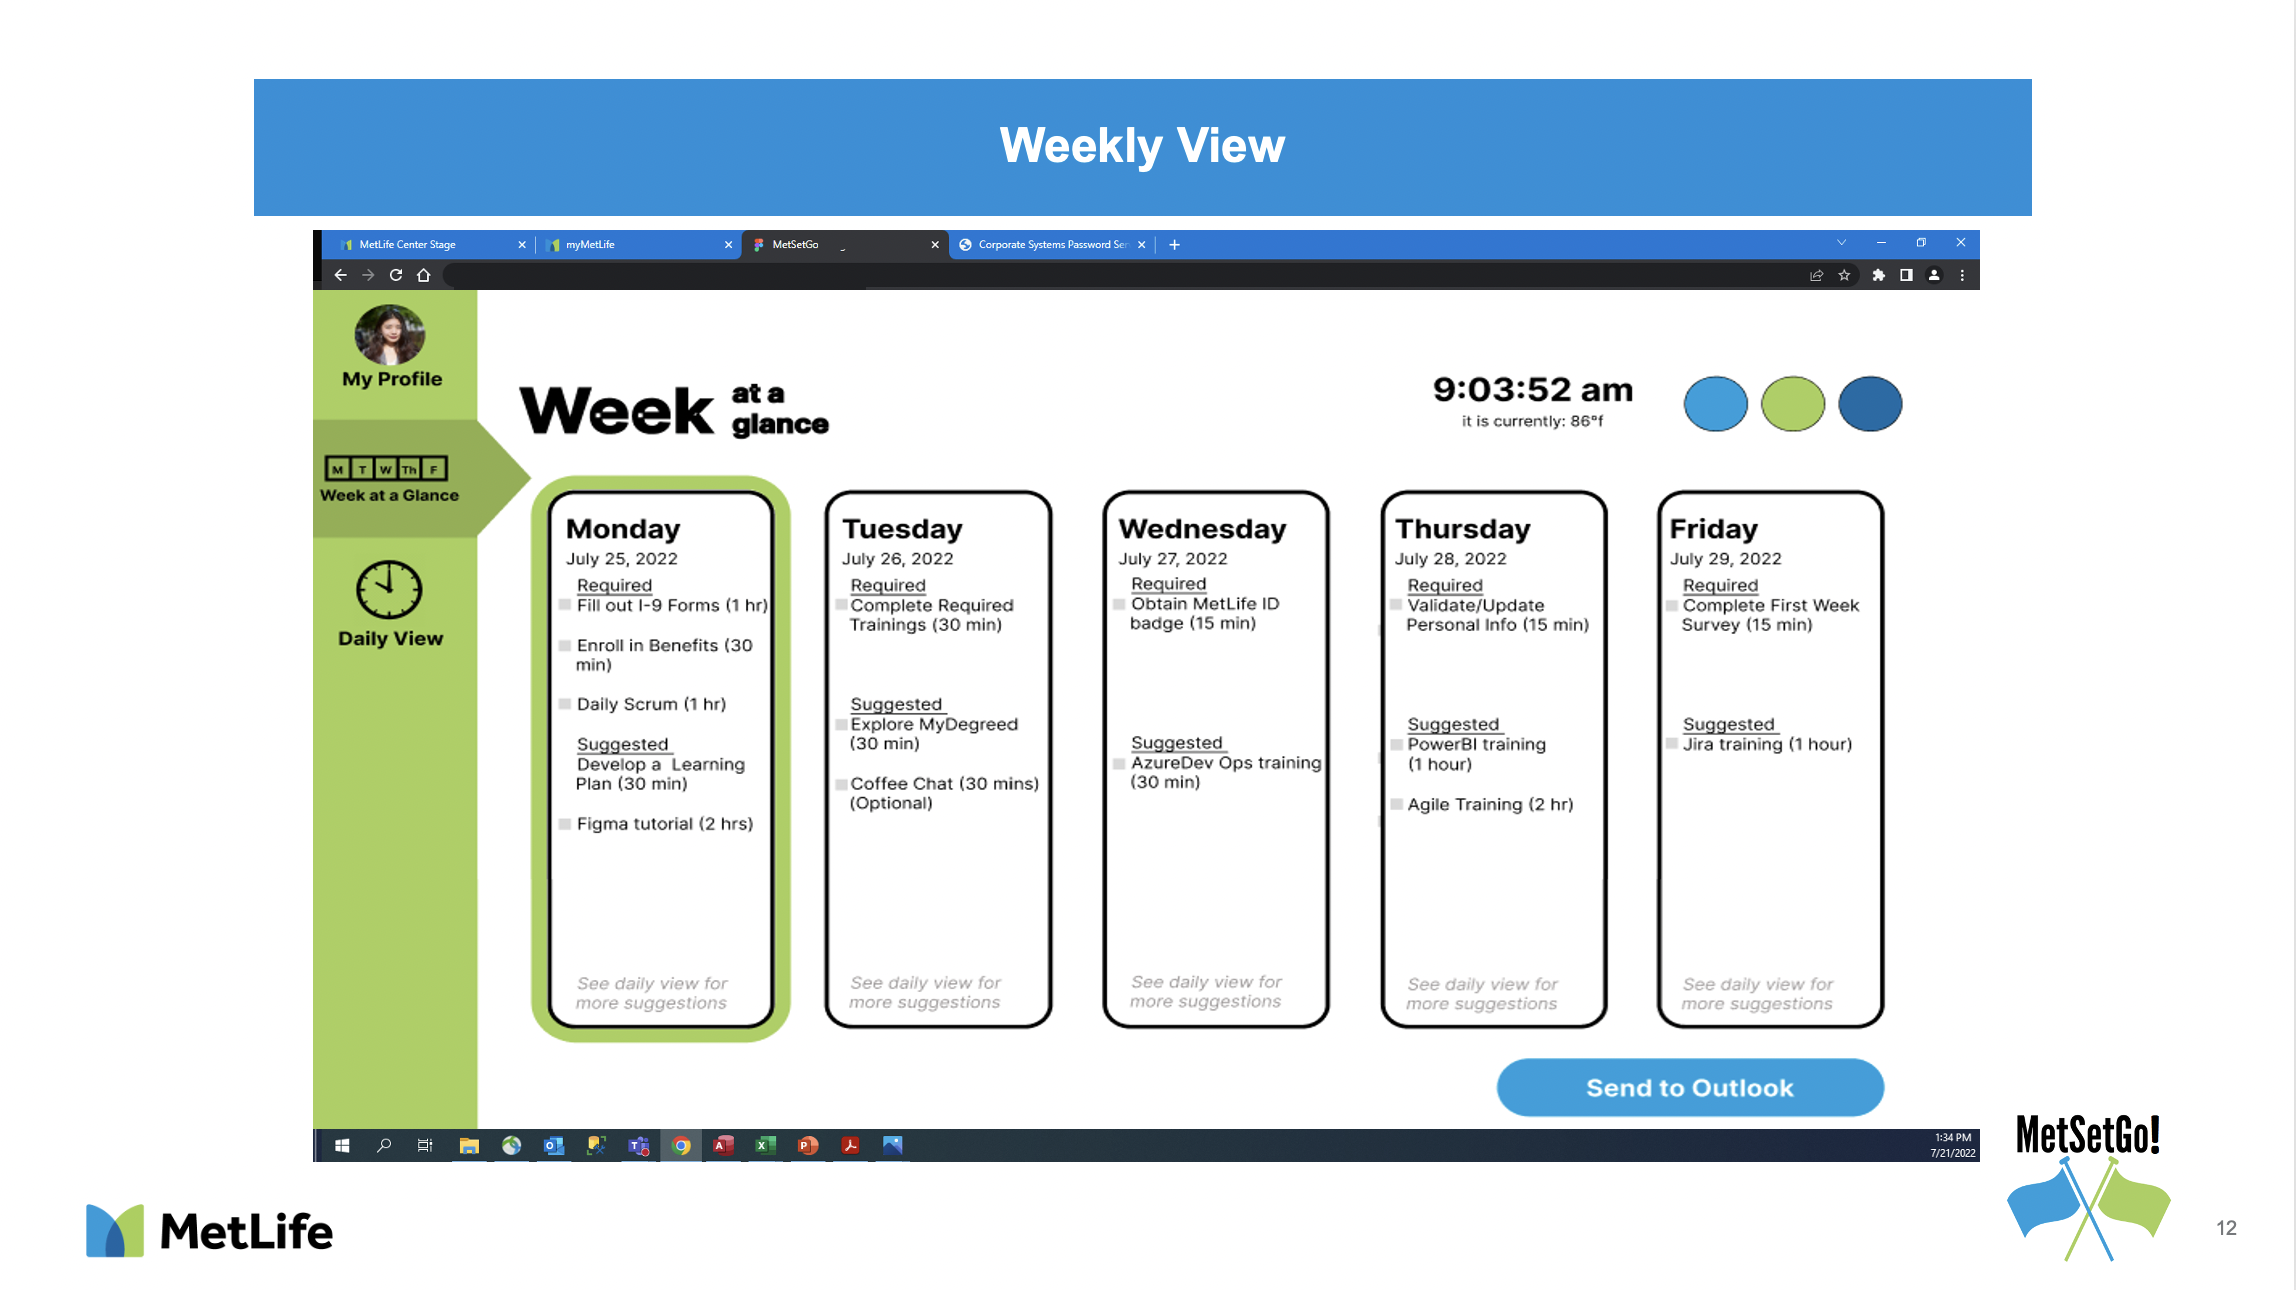 Weekly View
MetLife Center Stage
myMetLife
MetSetGo
Corporate Systems Password Ser
My Profile
Week at a glance
9:03:52 am
it is currently: 86°f
M T W Th F
Week at a Glance
Daily View
Monday
July 25, 2022
Required
Fill out I-9 Forms (1 hr)
Enroll in Benefits (30
min)
Daily Scrum (1 hr)
Suggested
Develop a Learning
Plan (30 min)
Figma tutorial (2 hrs)
See daily view for
more suggestions
Tuesday
July 26, 2022
Required
Complete Required
Trainings (30 min)
Suggested
Explore MyDegreed
(30 min)
Coffee Chat (30 mins)
(Optional)
See daily view for
more suggestions
Wednesday
July 27, 2022
Required
Obtain MetLife ID
badge (15 min)
Suggested
AzureDev Ops training
(30 min)
See daily view for
more suggestions
Thursday
July 28, 2022
Required
Validate/Update
Personal Info (15 min)
Suggested
PowerBI training
(1 hour)
Agile Training (2 hr)
See daily view for
more suggestions
Friday
July 29, 2022
Required
Complete First Week
Survey (15 min)
Suggested
Jira training (1 hour)
See daily view for
more suggestions
Send to Outlook
1:34 PM
7/21/2022
MetSetGo!
MetLife
12